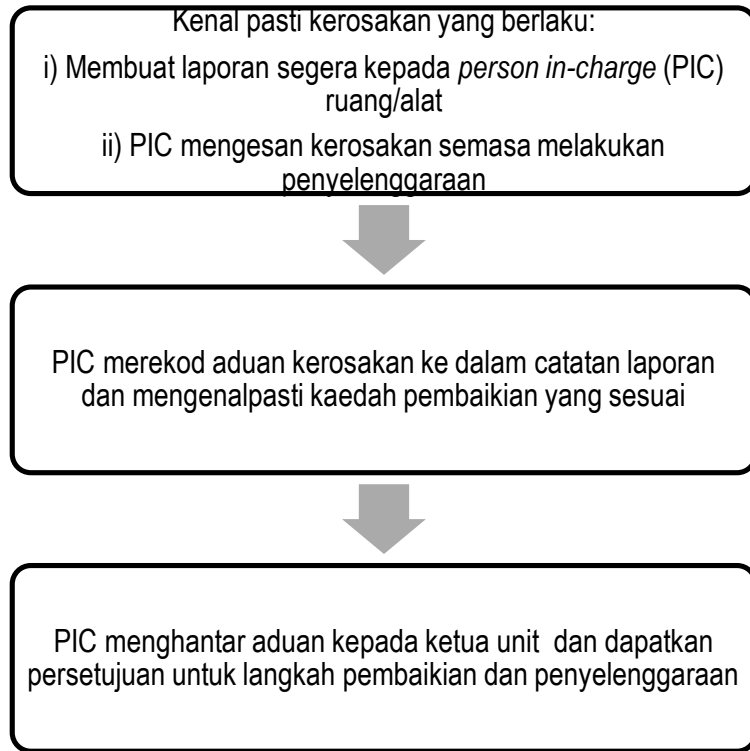 Kenal pasti kerosakan yang berlaku:
i) Membuat laporan segera kepada person in-charge (PIC)
ruang/alat
ii) PIC mengesan kerosakan semasa melakukan
penyelenggaraan
PIC merekod aduan kerosakan ke dalam catatan laporan
dan mengenalpasti kaedah pembaikian yang sesuai
PIC menghantar aduan kepada ketua unit  dan dapatkan
persetujuan untuk langkah pembaikian dan penyelenggaraan